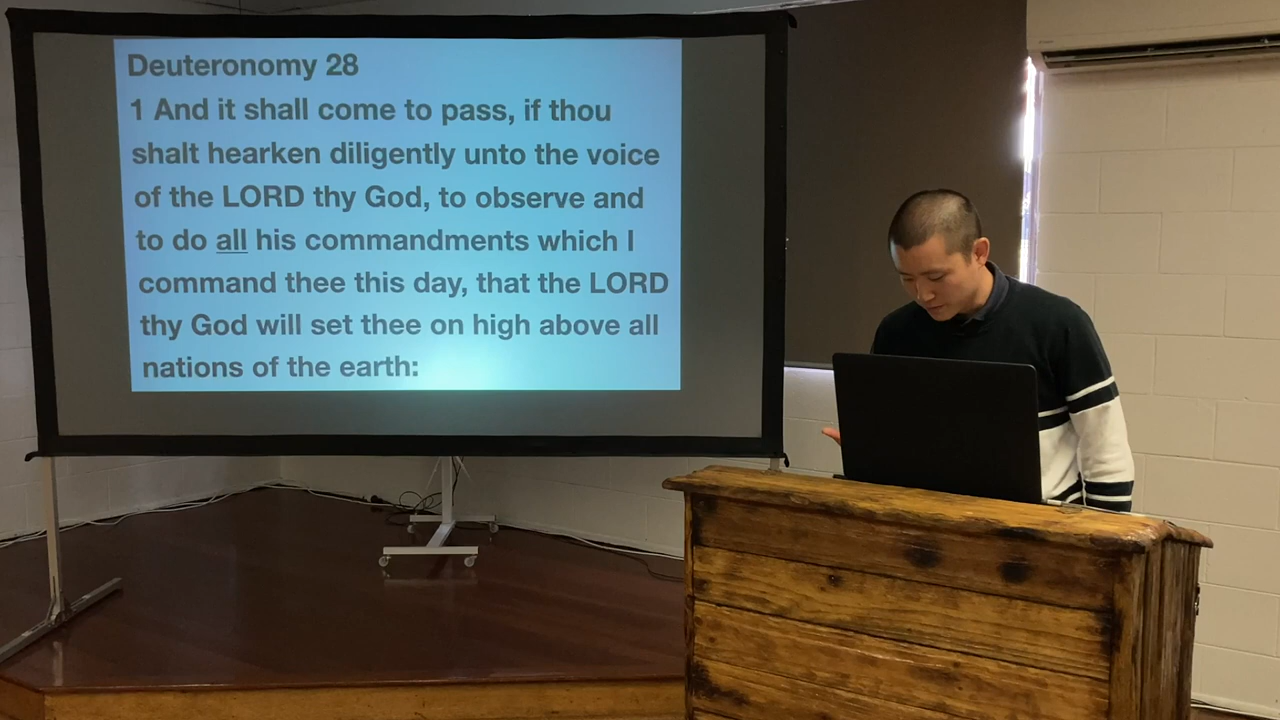 Deuteronomy 28
1 And it shall come to pass, if thou
shalt hearken diligently unto the voice
of the LORD thy God, to observe and
to do all his commandments which I
command thee this day, that the LORD
thy God will set thee on high above all
nations of the earth: